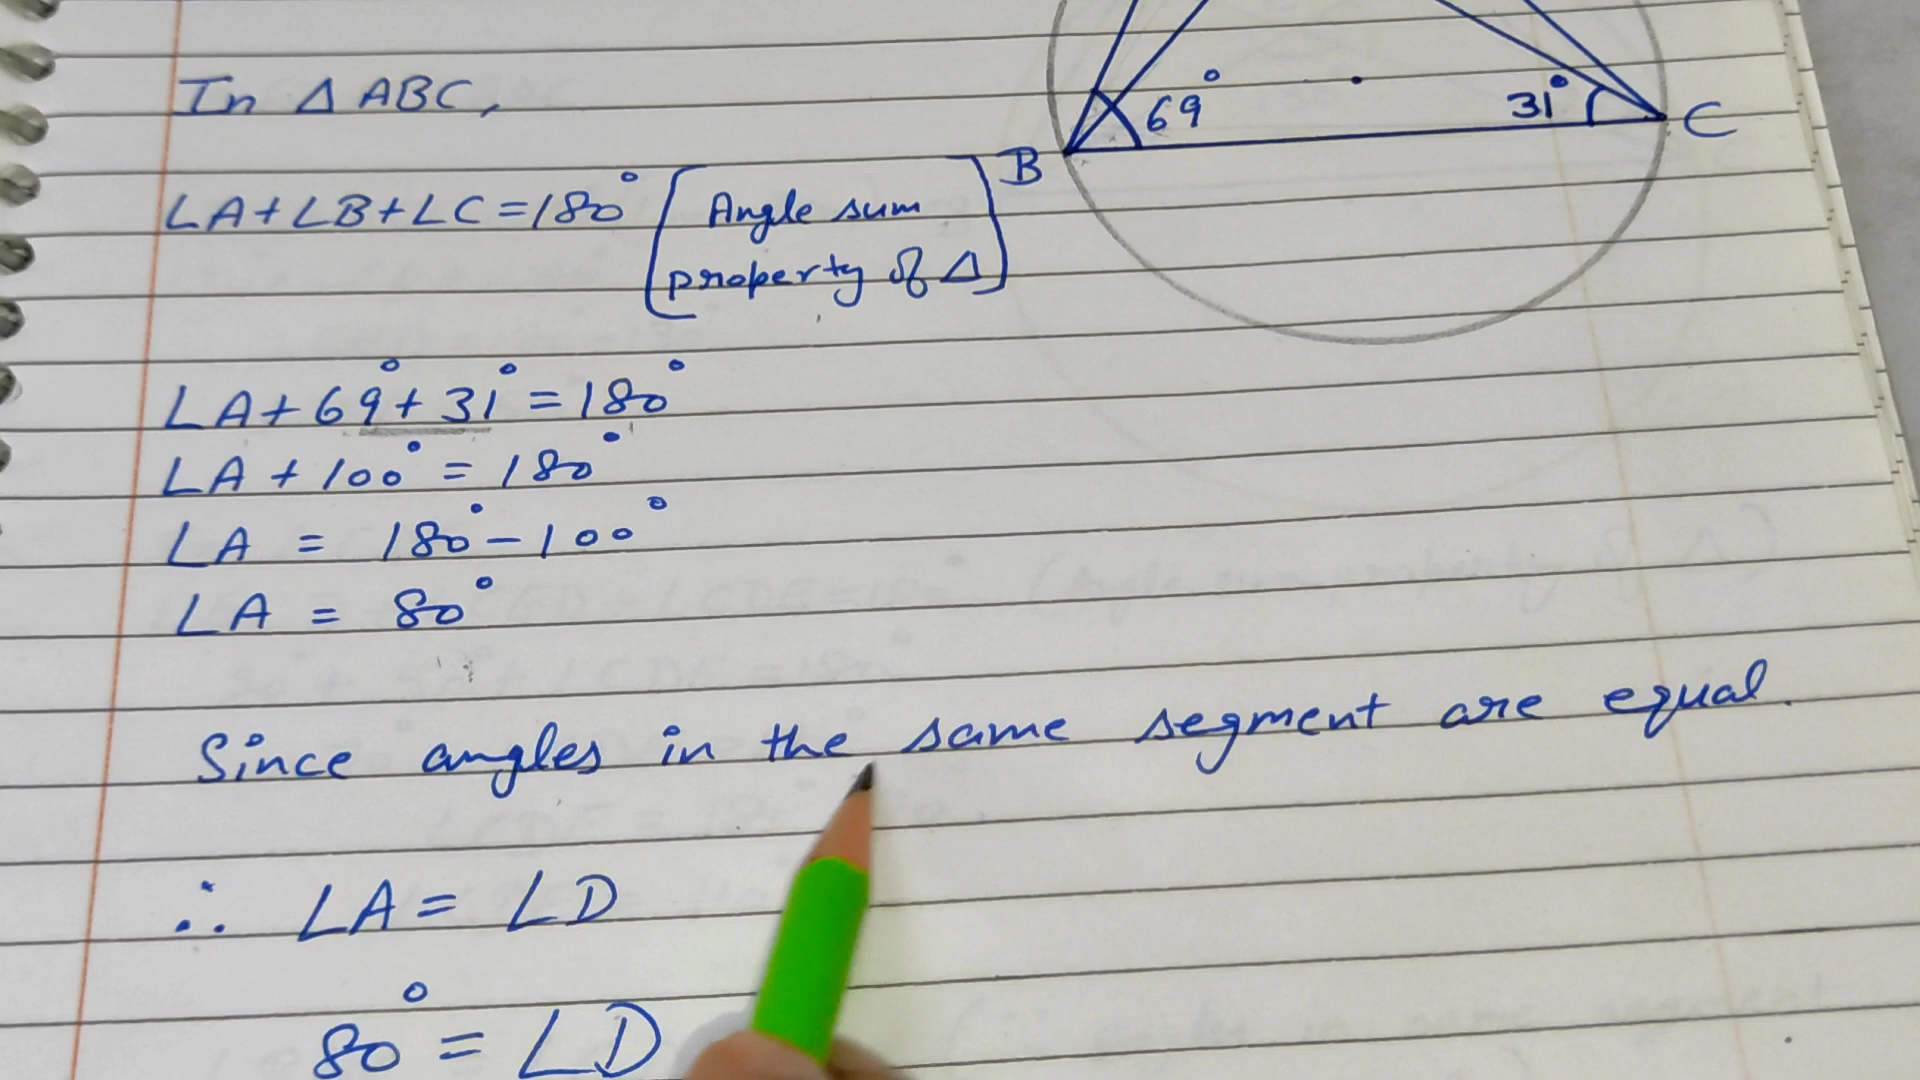 In △ABC,
69° 31° C
B
∠A+∠B+∠C=180° [Angle sum
property of △]
∠A+69°+31°=180°
∠A+100°=180°
∠A = 180°-100°
∠A = 80°
Since angles in the same segment are equal.
∴ ∠A=∠D
80°=∠D